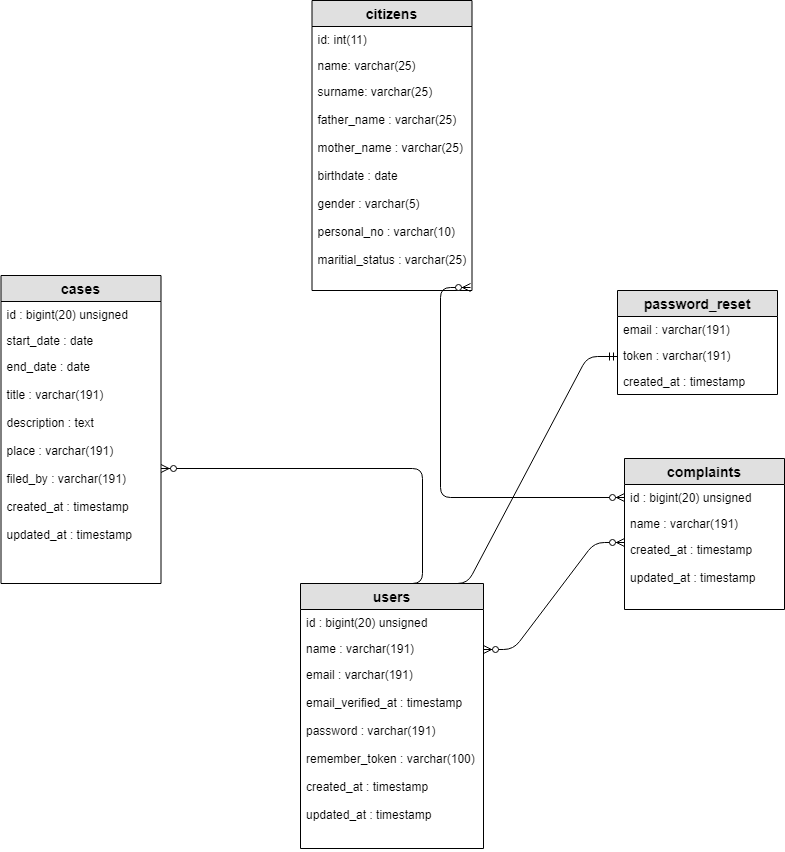 citizens
id: int(11)
name: varchar(25)
surname: varchar(25)
father_name : varchar(25)
mother_name : varchar(25)
birthdate : date
gender : varchar(5)
personal_no : varchar(10)
maritial_status : varchar(25)
cases
id : bigint(20) unsigned
start_date : date
end_date : date
title : varchar(191)
description : text
place : varchar(191)
filed_by : varchar(191)
created_at : timestamp
updated_at : timestamp
password_reset
email : varchar(191)
token : varchar(191)
created_at : timestamp
complaints
id : bigint(20) unsigned
name : varchar(191)
created_at : timestamp
updated_at : timestamp
users
id : bigint(20) unsigned
name : varchar(191)
email : varchar(191)
email_verified_at : timestamp
password : varchar(191)
remember_token : varchar(100)
created_at : timestamp
updated_at : timestamp